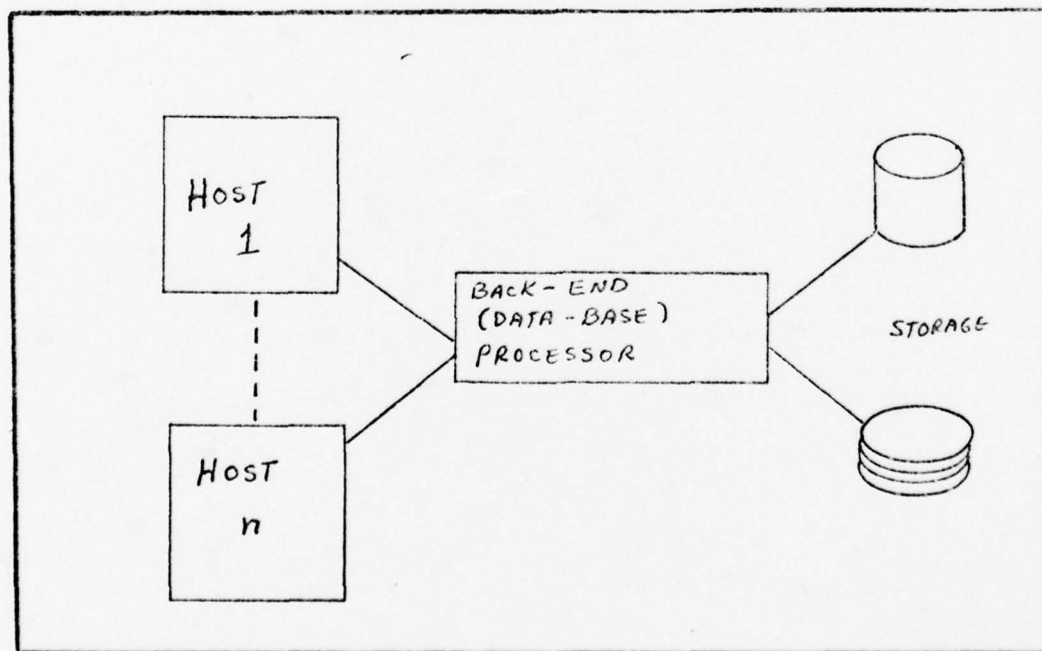 HOST
1
BACK-END
(DATA-BASE)
PROCESSOR
STORAGE
HOST
n